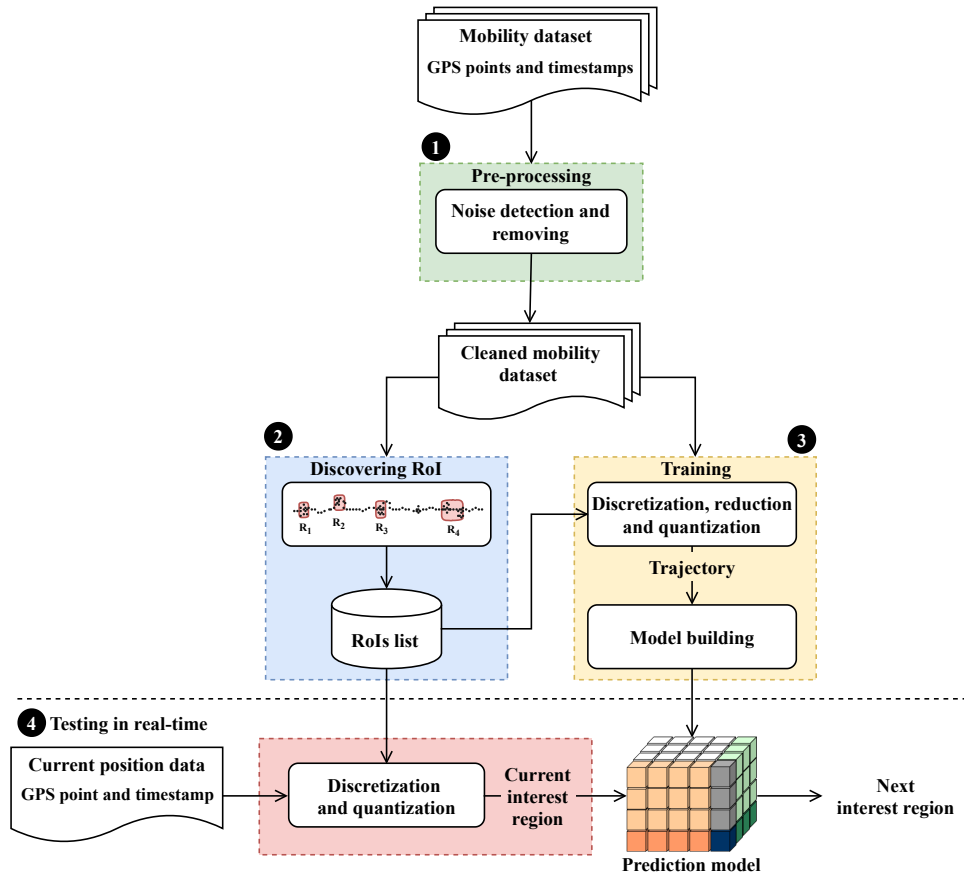 Mobility dataset
GPS points and timestamps
1
Pre-processing
Noise detection and
removing
Cleaned mobility
dataset
2
Discovering RoI
R1
R2
R3
R4
RoIs list
3
Training
Discretization, reduction
and quantization
Trajectory
Model building
4 Testing in real-time
Current position data
GPS point and timestamp
Discretization
and quantization
Current
interest
region
Prediction model
Next
interest region